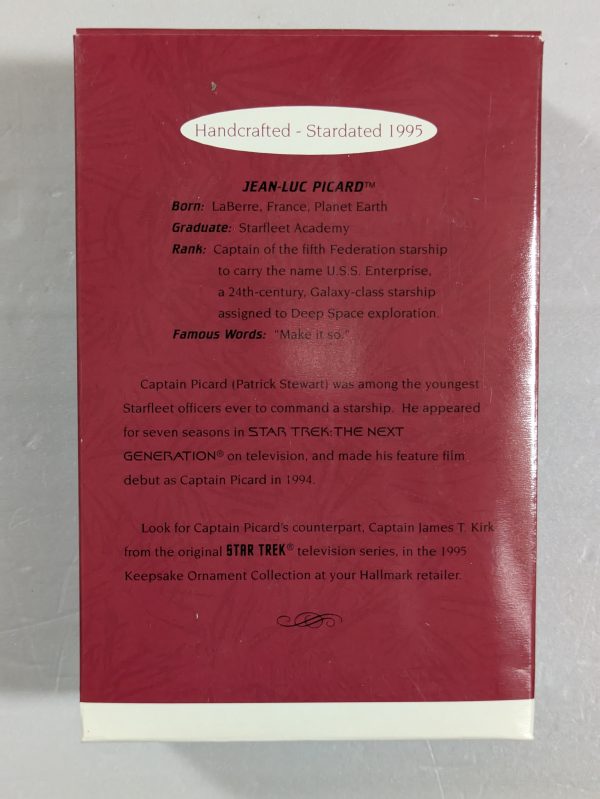 Handcrafted - Stardated 1995
JEAN-LUC PICARD™
Born: LaBerre, France, Planet Earth
Graduate: Starfleet Academy
Rank: Captain of the fifth Federation starship
to carry the name U.S.S. Enterprise,
a 24th-century, Galaxy-class starship
assigned to Deep Space exploration.
Famous Words: "Make it so."
Captain Picard (Patrick Stewart) was among the youngest
Starfleet officers ever to command a starship. He appeared
for seven seasons in STAR TREK: THE NEXT
GENERATION® on television, and made his feature film
debut as Captain Picard in 1994.
Look for Captain Picard's counterpart, Captain James T. Kirk
from the original STAR TREK® television series, in the 1995
Keepsake Ornament Collection at your Hallmark retailer.